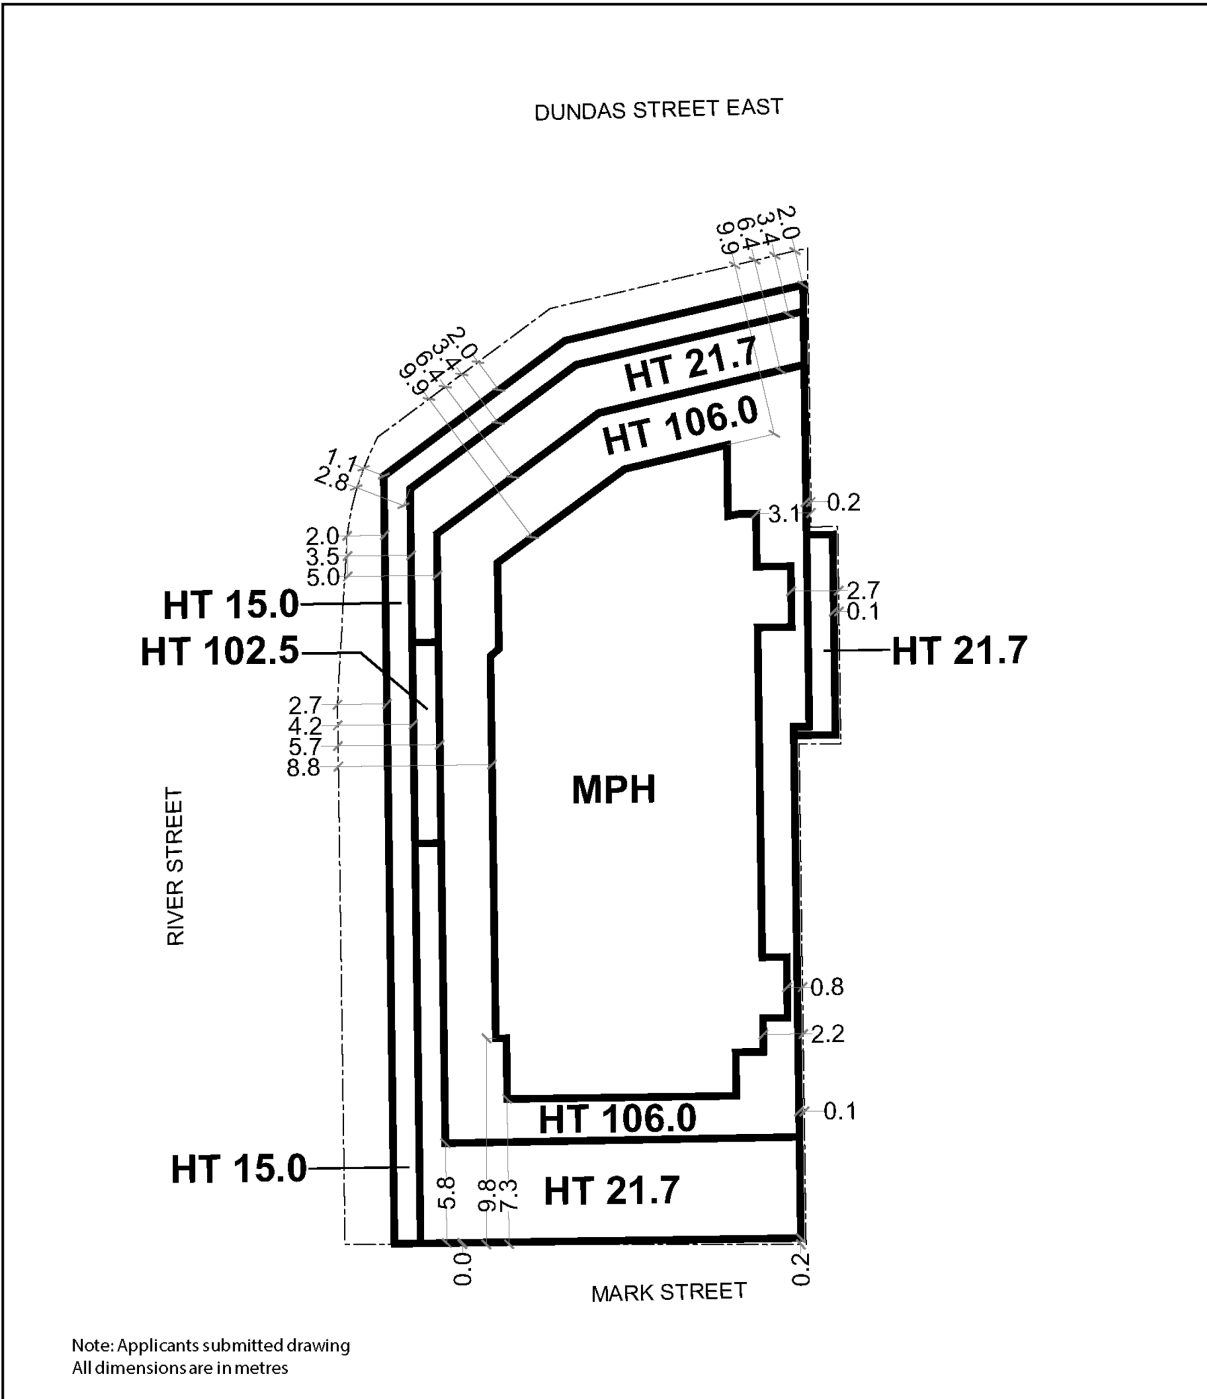 DUNDAS STREET EAST
9.9
6.4
3.4
2.0
9.9
6.4
3.4
2.0
HT 21.7
HT 106.0
1.1
2.8
0.2
3.1
2.0
3.5
5.0
2.7
0.1
HT 15.0
HT 102.5
HT 21.7
2.7
4.2
5.7
8.8
MPH
RIVER STREET
0.8
2.2
0.1
HT 106.0
HT 15.0
5.8
9.8
7.3
HT 21.7
0.0
0.2
MARK STREET
Note: Applicants submitted drawing
All dimensions are in metres